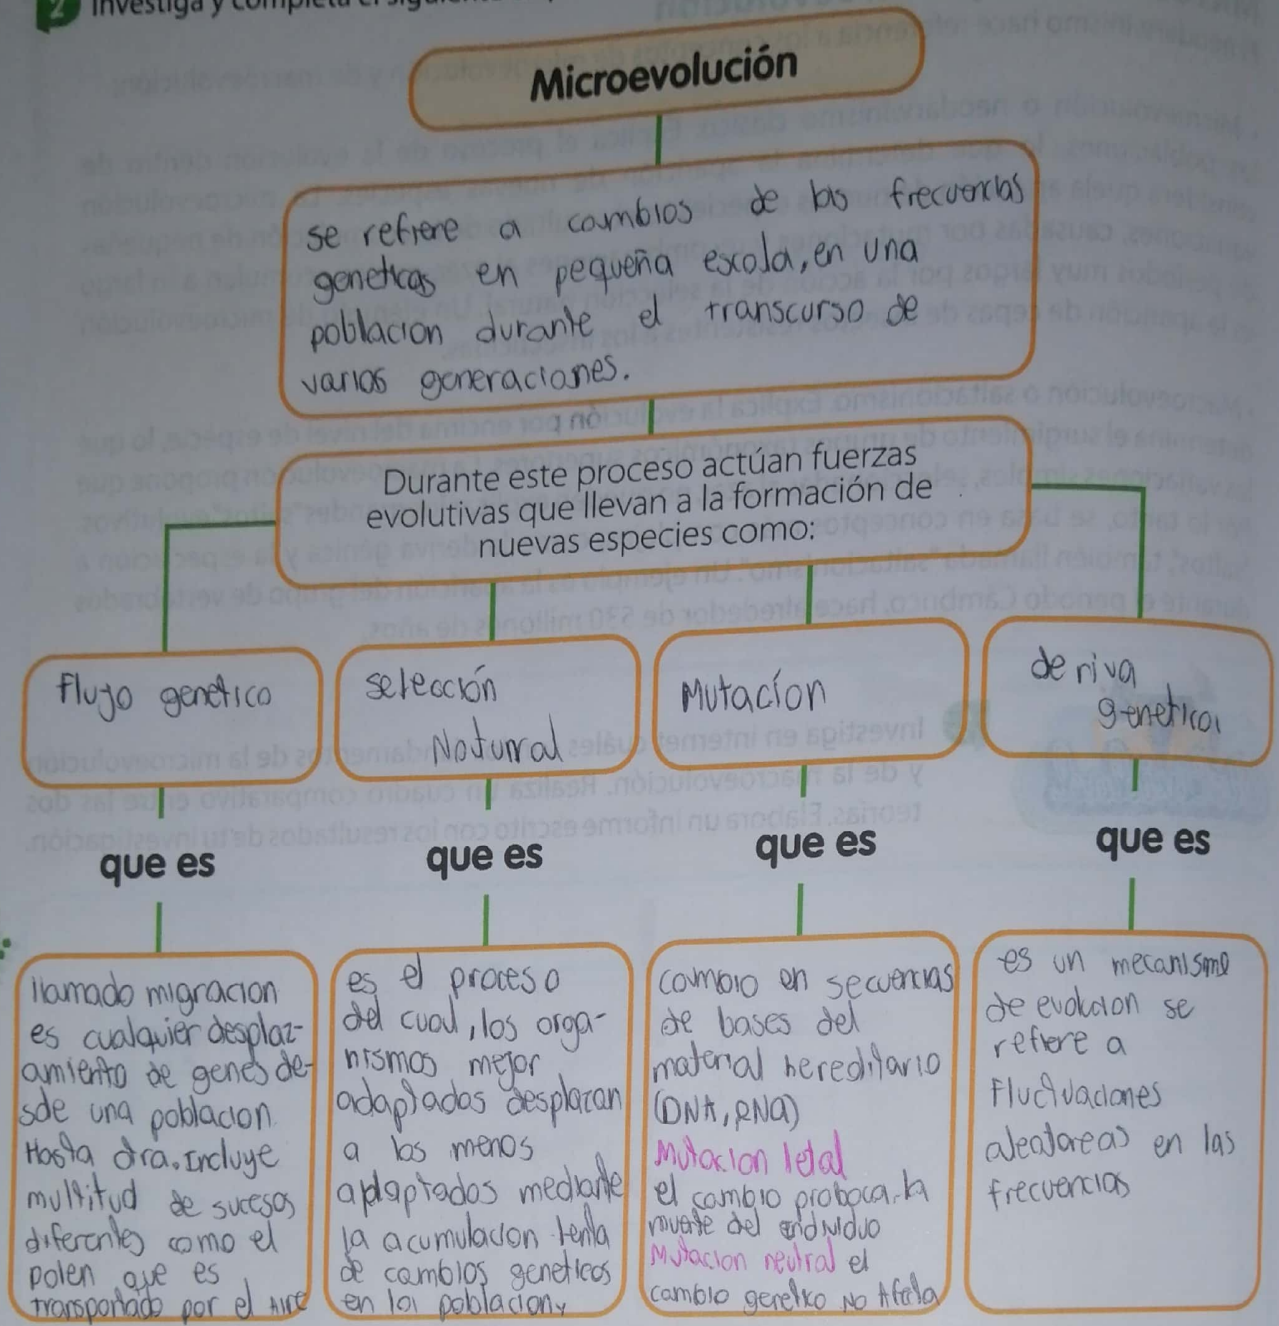 2 Investiga y completa el
Microevolución
se refiere a cambios de las frecuencias
geneticas en pequeña escala, en una
poblacion durante el transcurso de
varias generaciones.
Durante este proceso actúan fuerzas
evolutivas que llevan a la formación de
nuevas especies como:
flujo genetico
selección
Natural
Mutacíon
deriva
genetica
que es
que es
que es
que es
llamado migracion
es cualquier desplaz-
amiento de genes de-
sde una poblacion
Hasta otra. Incluye
multitud de sucesos
diferentes como el
polen que es
transportado por el Aire
es el proceso
del cual, los orga-
nismos mejor
adaptados desplazan
a los menos
adaptados mediante
la acumulacion lenta
de cambios geneticos
en la poblacion
cambio en secuencias
de bases del
material hereditario
(DNA, RNA)
Mutacion letal
el cambio proboca la
muerte del individuo
Mutacion neutral el
cambio genetico NO Afecta
es un mecanismo
de evolucion se
refiere a
Fluctuaciones
aleatoreas en las
frecuencias